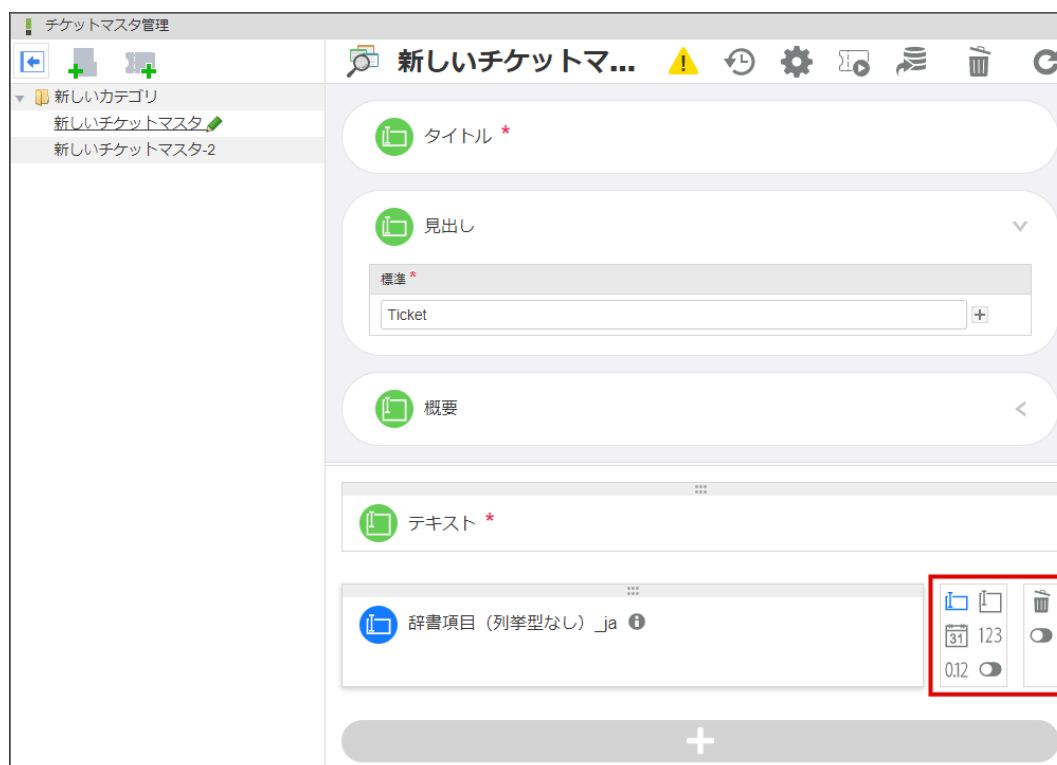 チケットマスタ管理
新しいチケットマ...
新しいカテゴリ
新しいチケットマスタ
新しいチケットマスタ-2
タイトル *
見出し
標準 *
Ticket
概要
テキスト *
辞書項目（列挙型なし）_ja
31 123
0.12